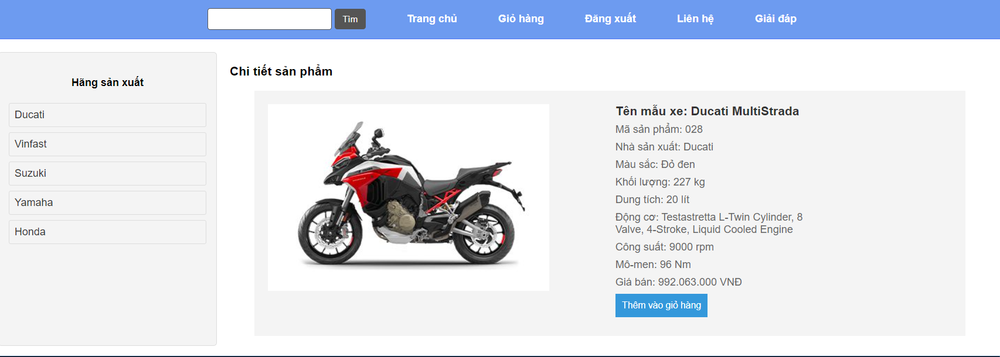 Tìm
Trang chủ
Giỏ hàng
Đăng xuất
Liên hệ
Giải đáp
Hãng sản xuất
Ducati
Vinfast
Suzuki
Yamaha
Honda
Chi tiết sản phẩm
Tên mẫu xe: Ducati MultiStrada
Mã sản phẩm: 028
Nhà sản xuất: Ducati
Màu sắc: Đỏ đen
Khối lượng: 227 kg
Dung tích: 20 lít
Động cơ: Testastretta L-Twin Cylinder, 8
Valve, 4-Stroke, Liquid Cooled Engine
Công suất: 9000 rpm
Mô-men: 96 Nm
Giá bán: 992.063.000 VNĐ
Thêm vào giỏ hàng